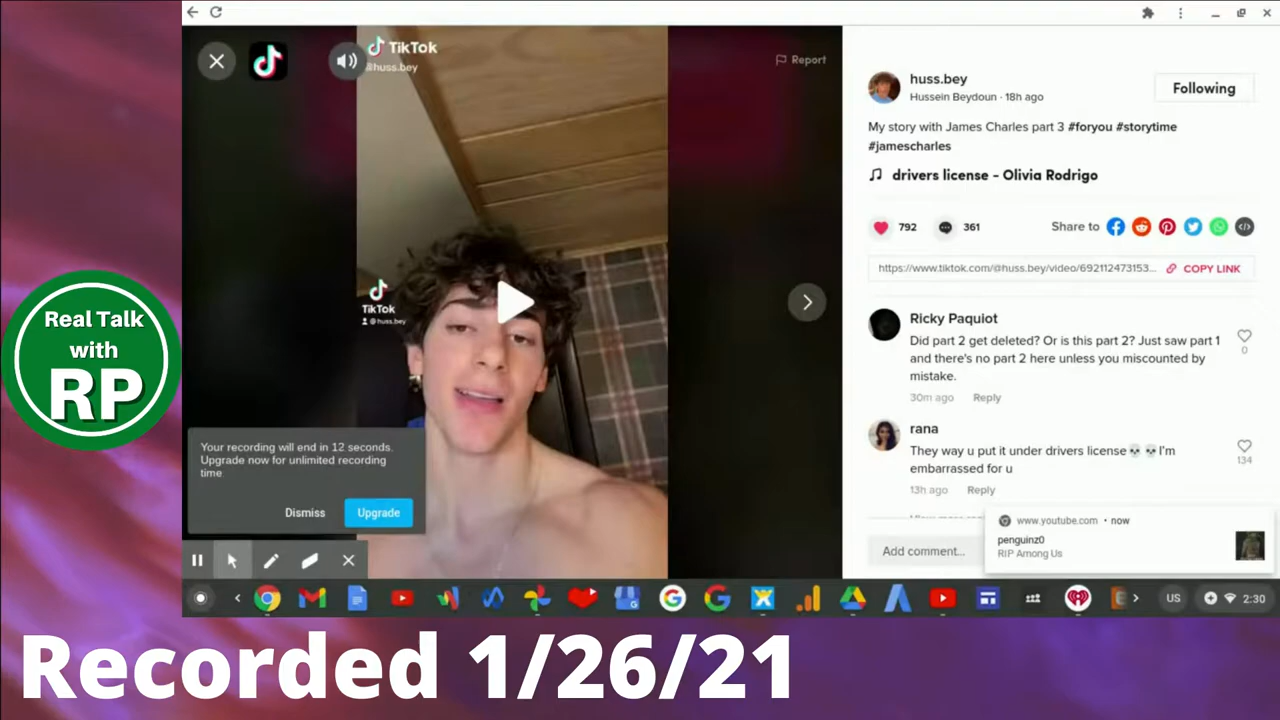 TikTok
@huss.bey
Report
TikTok
@huss.bey
Your recording will end in 12 seconds.
Upgrade now for unlimited recording
time
Dismiss
Upgrade
huss.bey
Hussein Beydoun · 18h ago
Following
My story with James Charles part 3 #foryou #storytime
#jamescharles
drivers license - Olivia Rodrigo
792
361
Share to
https://www.tiktok.com/@huss.bey/video/692112473153...
COPY LINK
Ricky Paquiot
Did part 2 get deleted? Or is this part 2? Just saw part 1
and there's no part 2 here unless you miscounted by
mistake.
0
30m ago
Reply
rana
They way u put it under drivers license💀💀I'm
embarrassed for u
134
13h ago
Reply
Add comment...
www.youtube.com • now
penguinz0
RIP Among Us
US
2:30
Real Talk
with
RP
Recorded 1/26/21